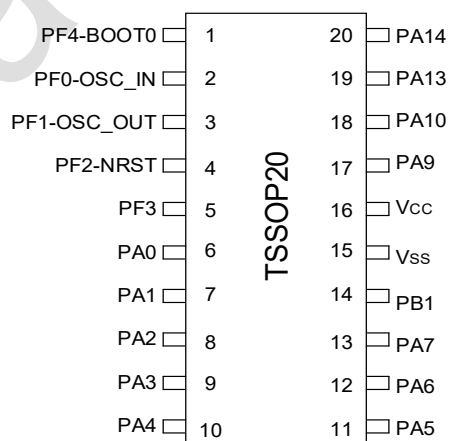 PF4-BOOT0 1 20 PA14
PF0-OSC_IN 2 19 PA13
PF1-OSC_OUT 3 18 PA10
PF2-NRST 4 17 PA9
PF3 5 16 Vcc
PA0 6 15 Vss
PA1 7 14 PB1
PA2 8 13 PA7
PA3 9 12 PA6
PA4 10 11 PA5
TSSOP20